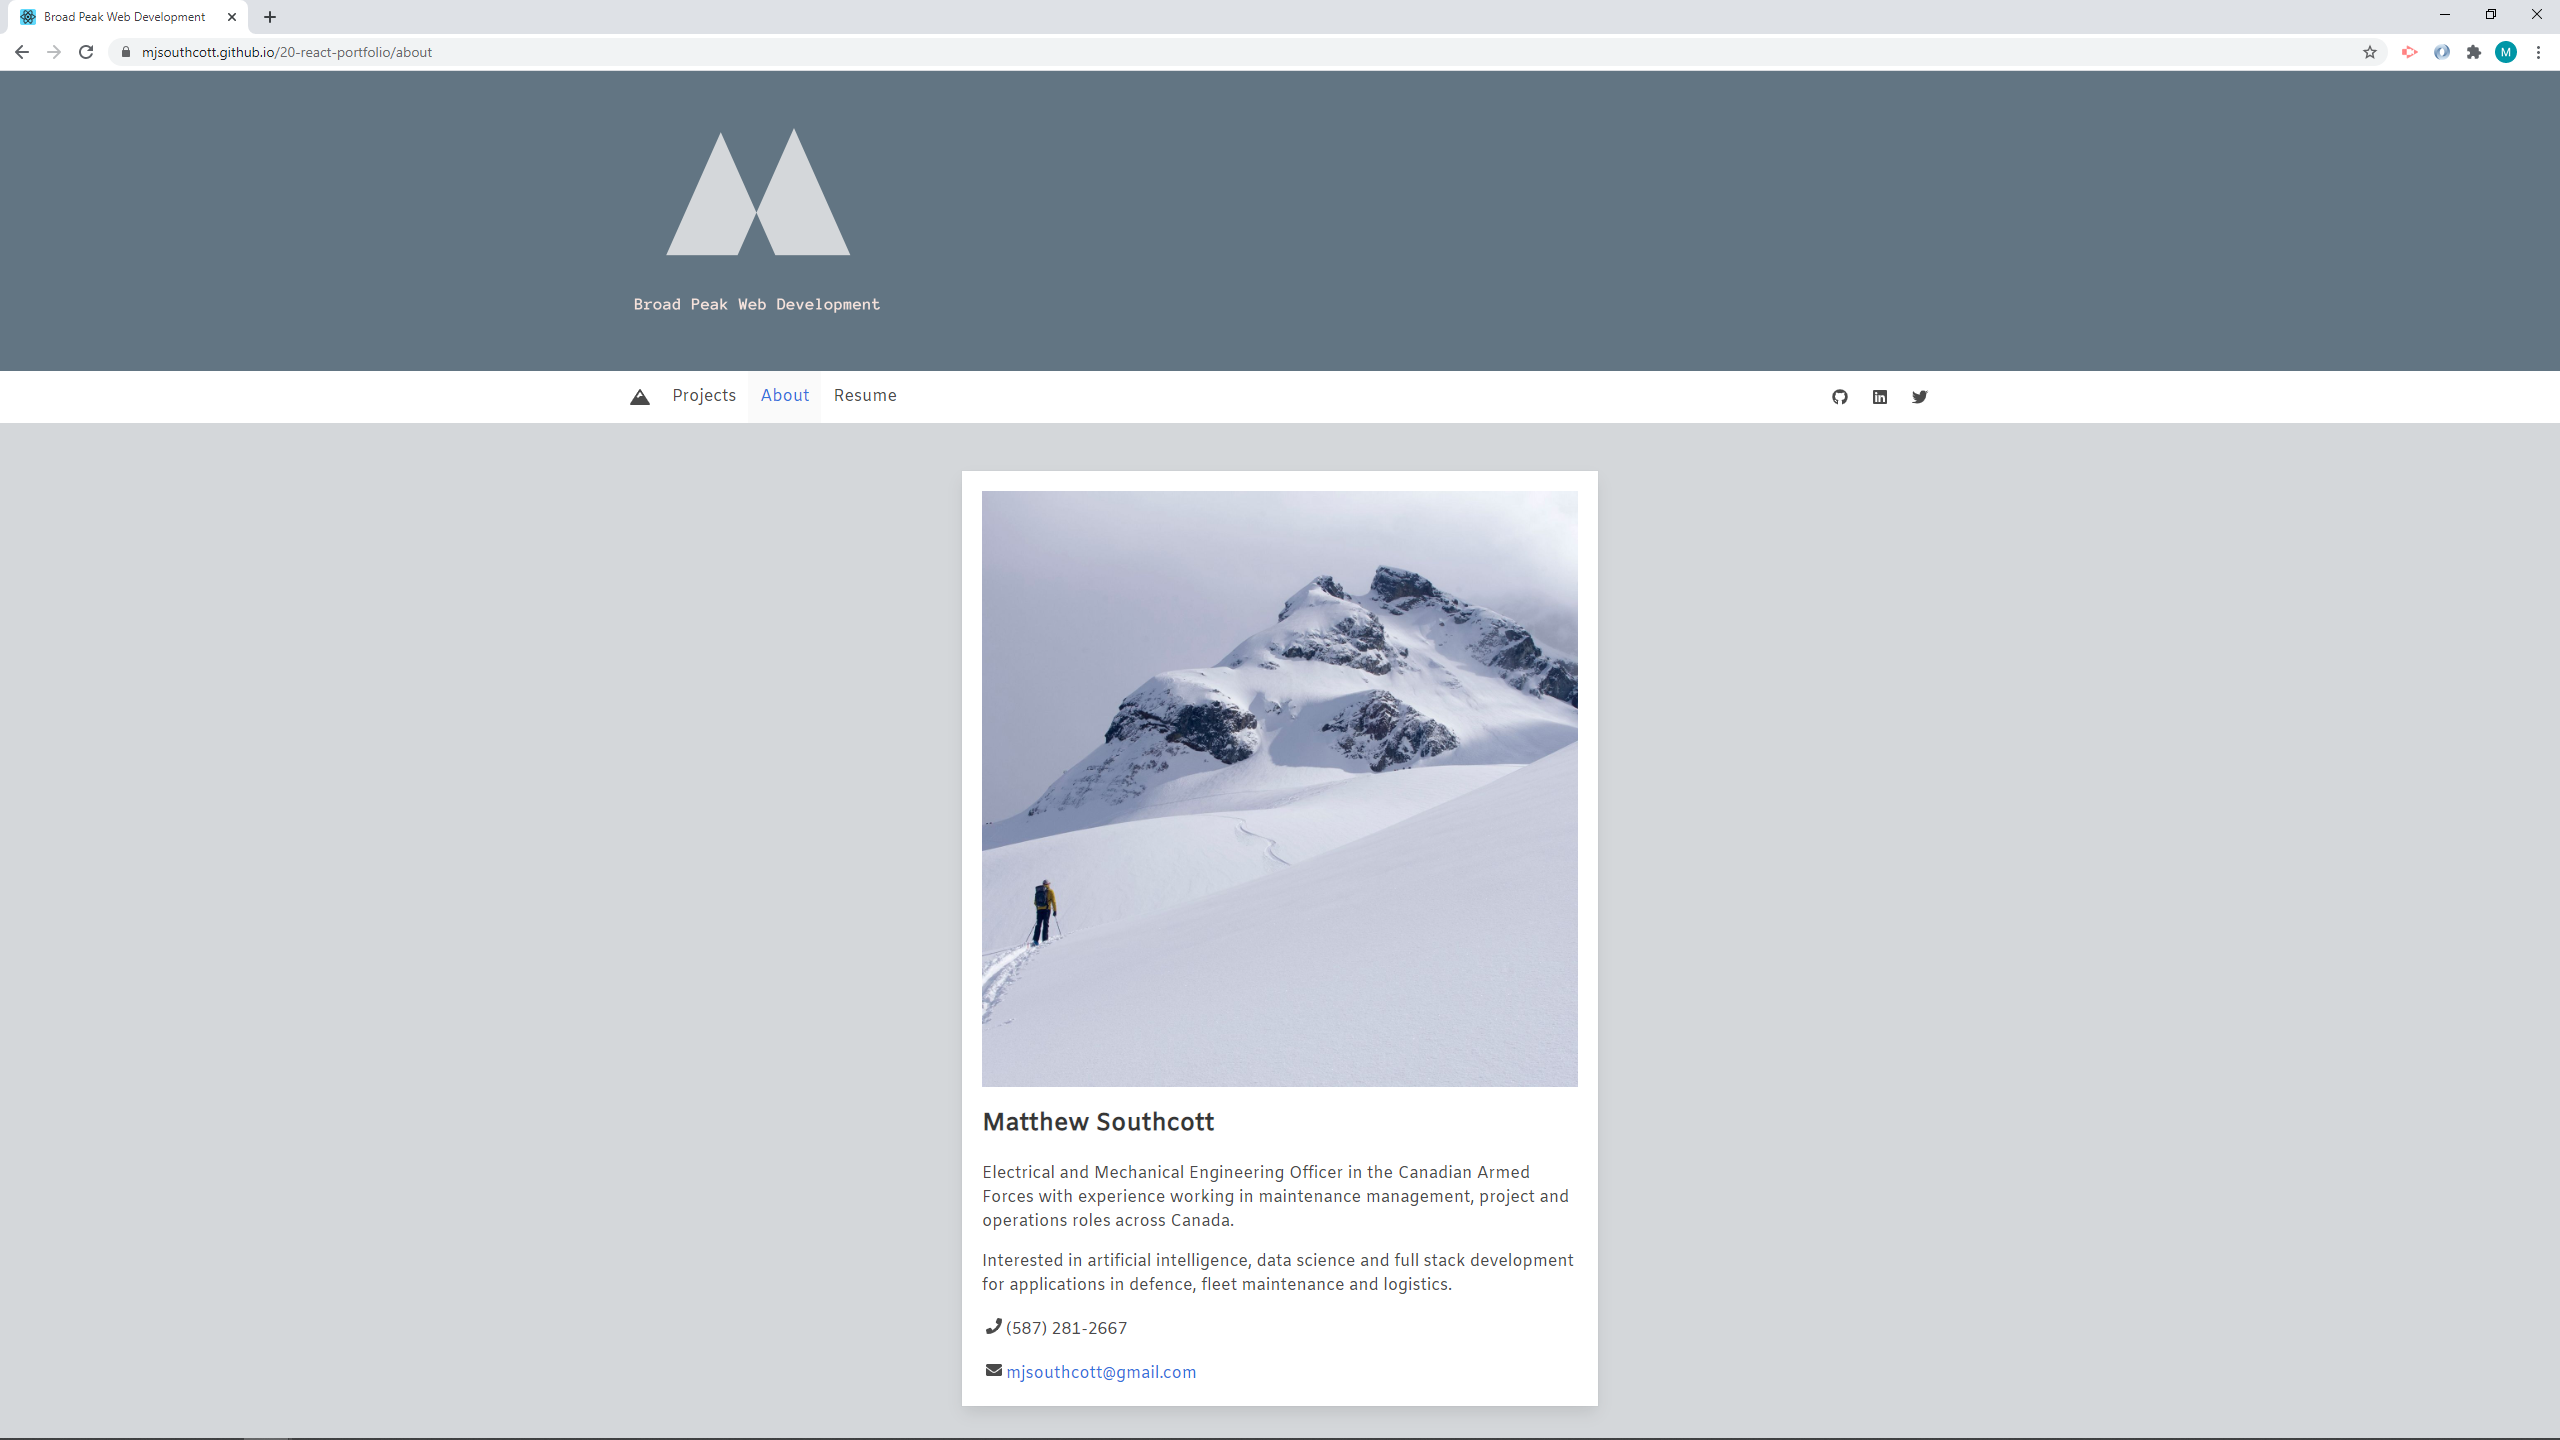 Broad Peak Web Development
mjsouthcott.github.io/20-react-portfolio/about
M
Broad Peak Web Development
Projects About Resume
Matthew Southcott
Electrical and Mechanical Engineering Officer in the Canadian Armed
Forces with experience working in maintenance management, project and
operations roles across Canada.
Interested in artificial intelligence, data science and full stack development
for applications in defence, fleet maintenance and logistics.
(587) 281-2667
mjsouthcott@gmail.com